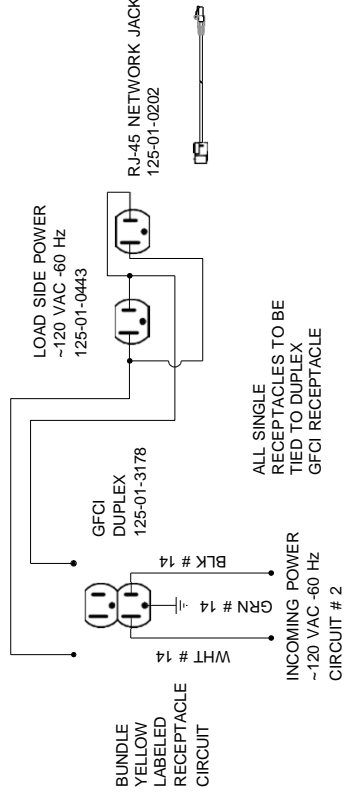 BUNDLE
YELLOW
LABELED
RECEPTACLE
CIRCUIT
GFCI
DUPLEX
125-01-3178
WHT # 14
GRN # 14
BLK # 14
INCOMING POWER
~120 VAC -60 Hz
CIRCUIT # 2
LOAD SIDE POWER
~120 VAC -60 Hz
125-01-0443
ALL SINGLE
RECEPTACLES TO BE
TIED TO DUPLEX
GFCI RECEPTACLE
RJ-45 NETWORK JACK
125-01-0202